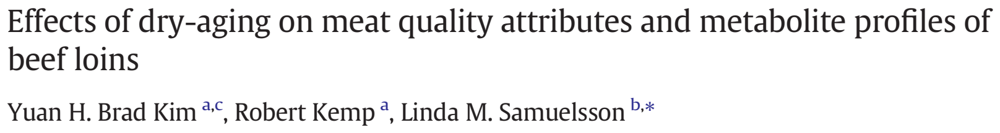 Effects of dry-aging on meat quality attributes and metabolite profiles of
beef loins
Yuan H. Brad Kim a,c, Robert Kemp a, Linda M. Samuelsson b,*